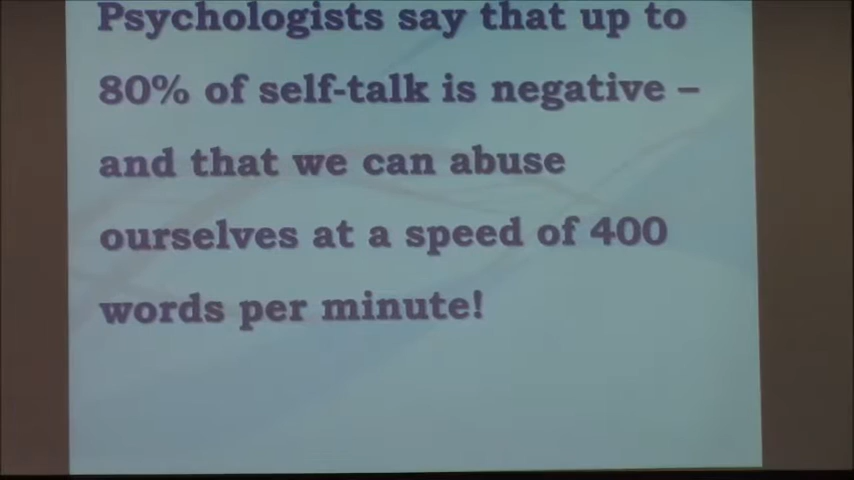 Psychologists say that up to
80% of self-talk is negative –
and that we can abuse
ourselves at a speed of 400
words per minute!